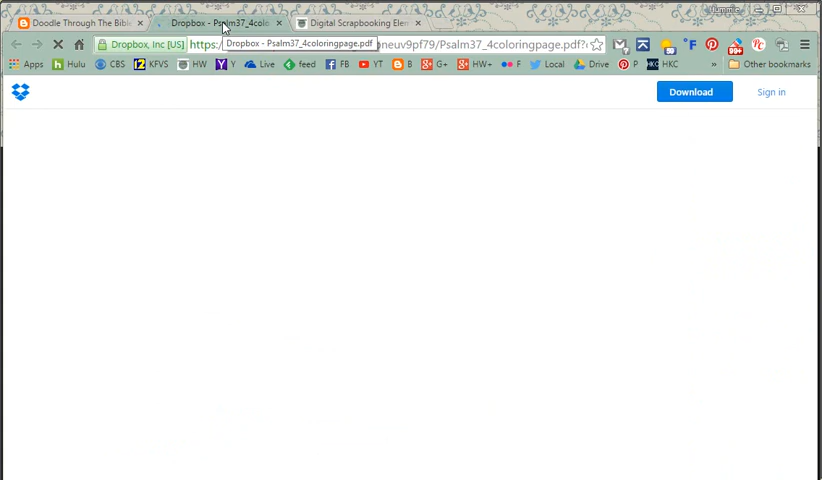 Doodle Through The Bibl
Dropbox - Psalm37_4colo
Digital Scrapbooking Elem
Dropbox, Inc [US]
https:/
neuv9pf79/Psalm37_4coloringpage.pdf?
Dropbox - Psalm37_4coloringpage.pdf
Apps
Hulu
CBS
KFVS
HW
Y
Live
feed
FB
YT
B
G+
HW+
F
Local
Drive
P
HKC
»
Other bookmarks
Download
Sign in